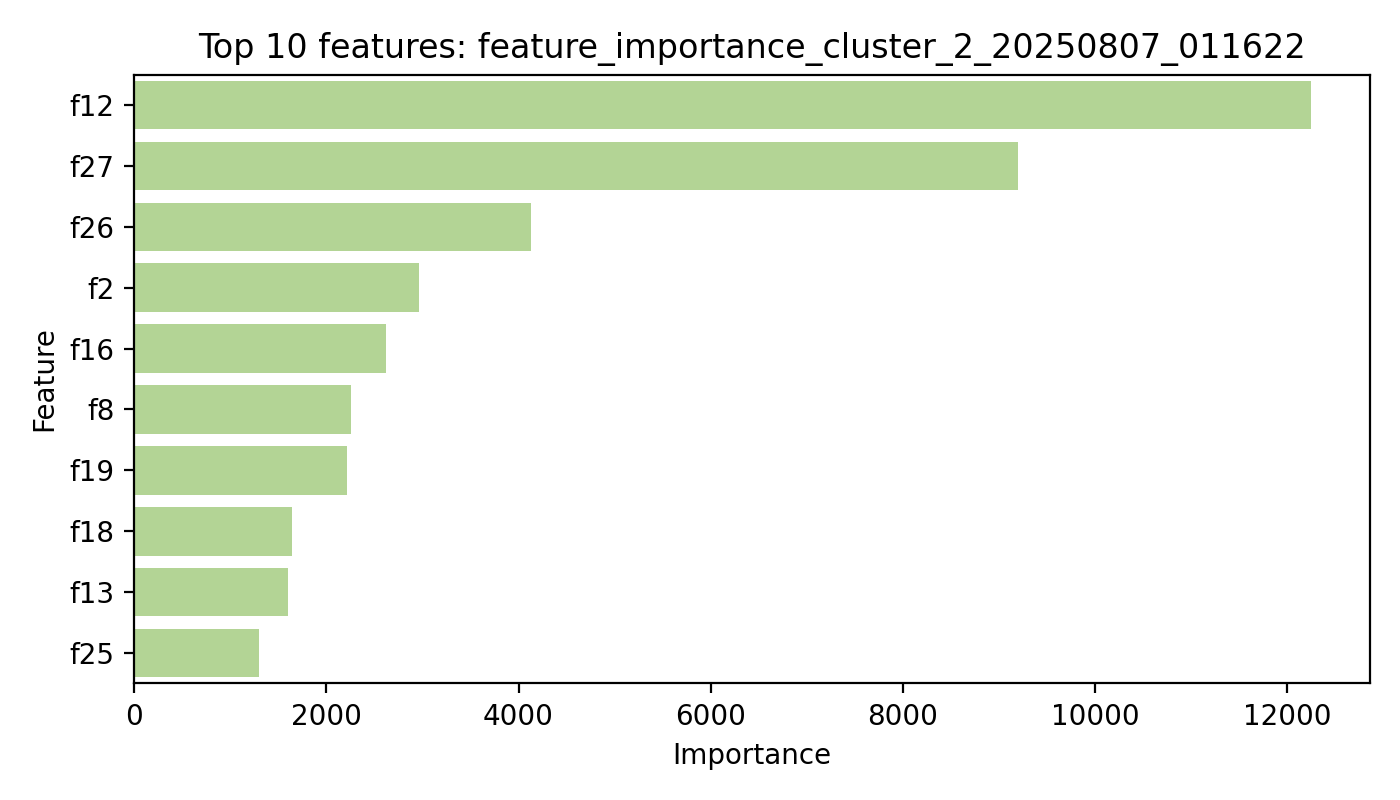 Top 10 features: feature_importance_cluster_2_20250807_011622
Feature
f12
f27
f26
f2
f16
f8
f19
f18
f13
f25
0 2000 4000 6000 8000 10000 12000
Importance